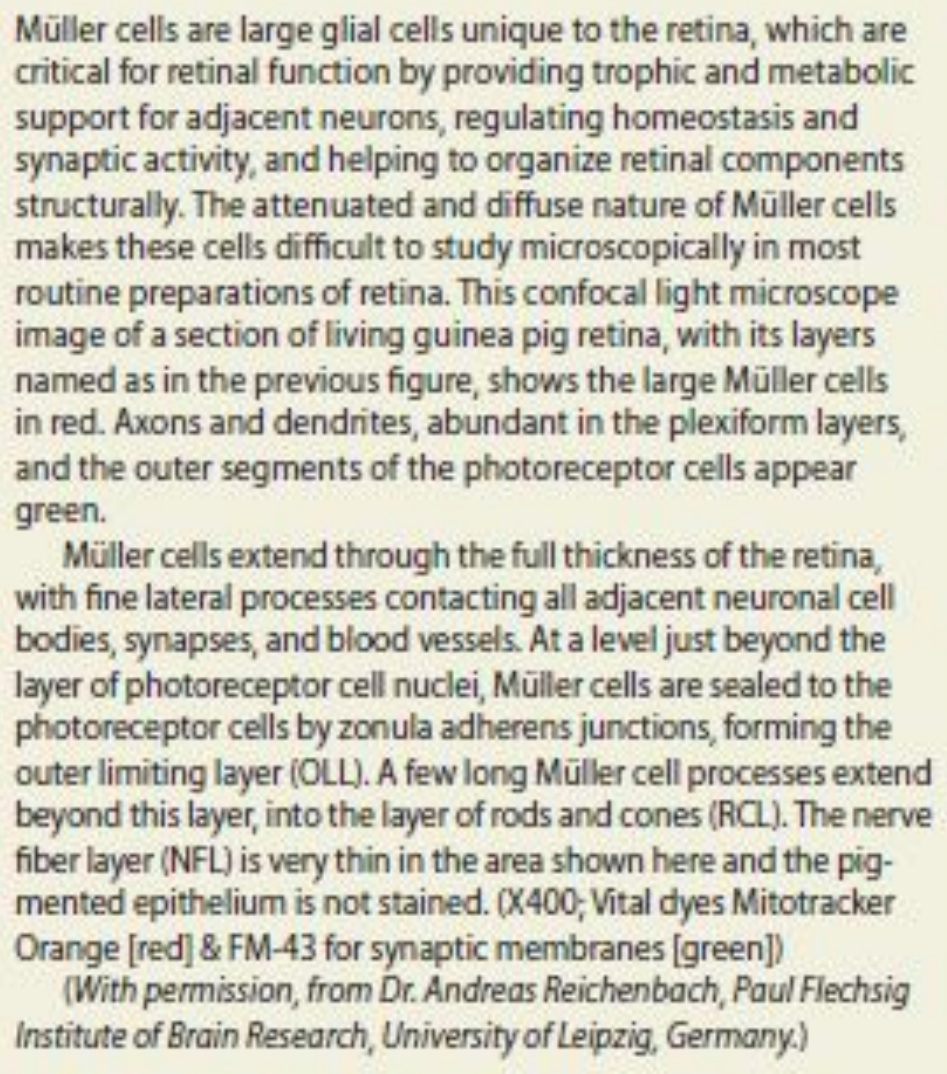 Müller cells are large glial cells unique to the retina, which are
critical for retinal function by providing trophic and metabolic
support for adjacent neurons, regulating homeostasis and
synaptic activity, and helping to organize retinal components
structurally. The attenuated and diffuse nature of Müller cells
makes these cells difficult to study microscopically in most
routine preparations of retina. This confocal light microscope
image of a section of living guinea pig retina, with its layers
named as in the previous figure, shows the large Müller cells
in red. Axons and dendrites, abundant in the plexiform layers,
and the outer segments of the photoreceptor cells appear
green.
Müller cells extend through the full thickness of the retina,
with fine lateral processes contacting all adjacent neuronal cell
bodies, synapses, and blood vessels. At a level just beyond the
layer of photoreceptor cell nuclei, Müller cells are sealed to the
photoreceptor cells by zonula adherens junctions, forming the
outer limiting layer (OLL). A few long Müller cell processes extend
beyond this layer, into the layer of rods and cones (RCL). The nerve
fiber layer (NFL) is very thin in the area shown here and the pig-
mented epithelium is not stained. (X400; Vital dyes Mitotracker
Orange [red] & FM-43 for synaptic membranes [green])
(With permission, from Dr. Andreas Reichenbach, Paul Flechsig
Institute of Brain Research, University of Leipzig, Germany.)